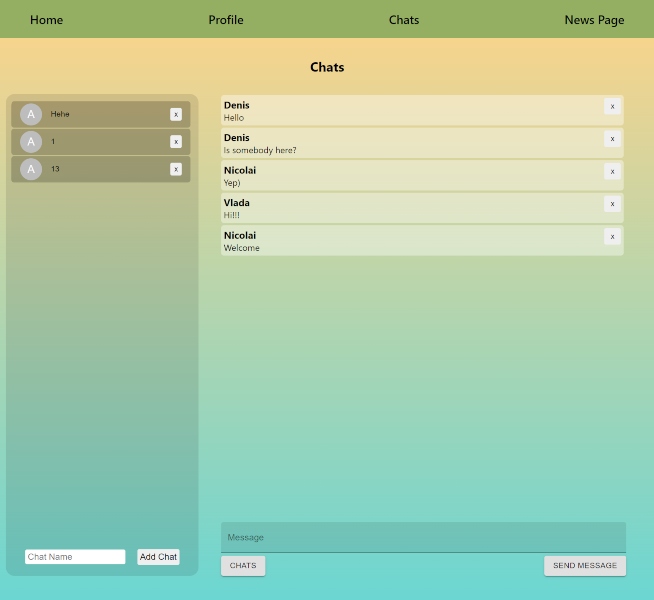 Home Profile Chats News Page
Chats
A Hehe x
A 1 x
A 13 x
Chat Name Add Chat
Denis x
Hello
Denis x
Is somebody here?
Nicolai x
Yep)
Vlada x
Hi!!!
Nicolai x
Welcome
Message
CHATS SEND MESSAGE